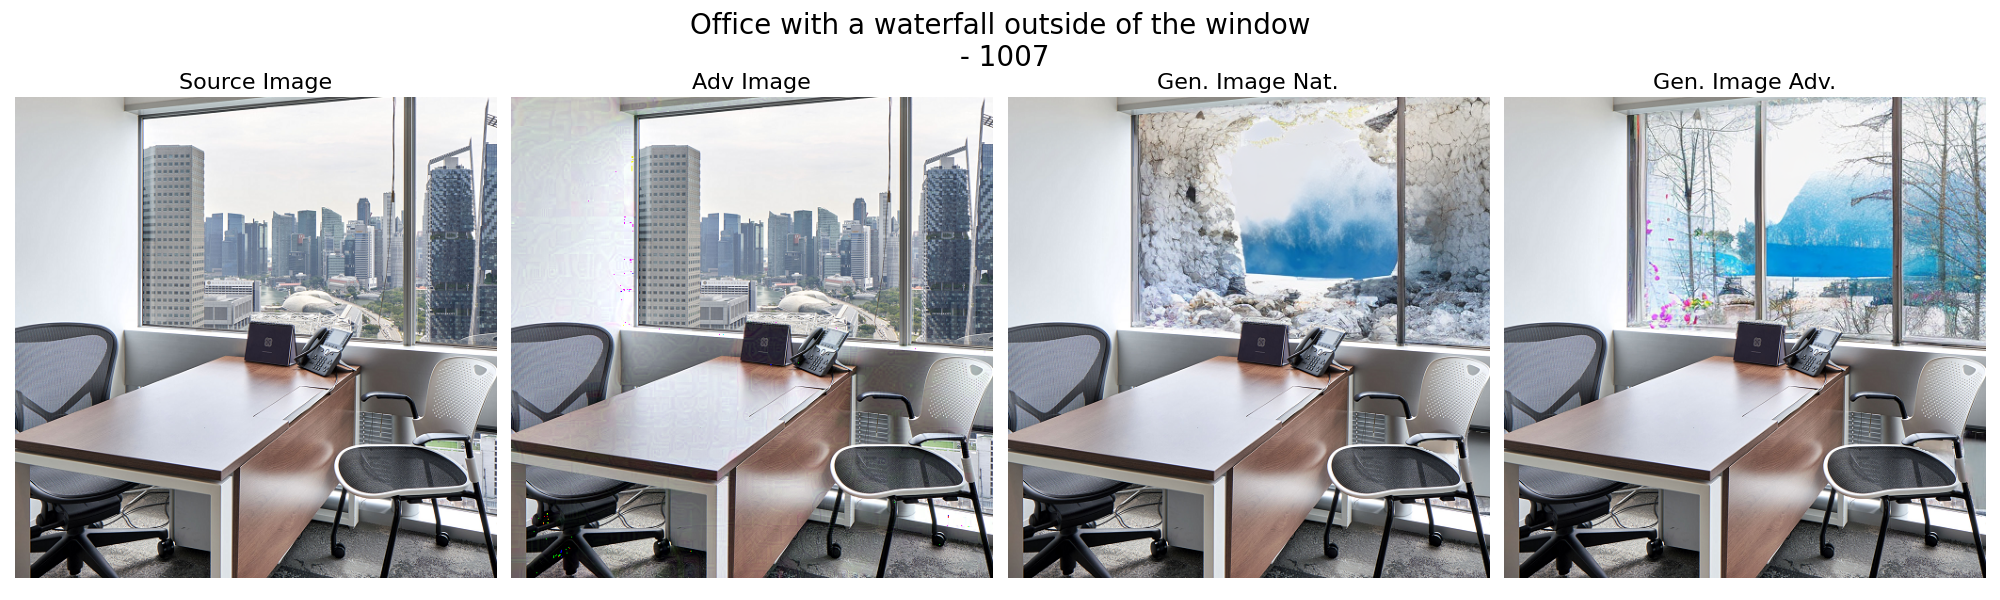 Office with a waterfall outside of the window
- 1007
Source Image
Adv Image
Gen. Image Nat.
Gen. Image Adv.